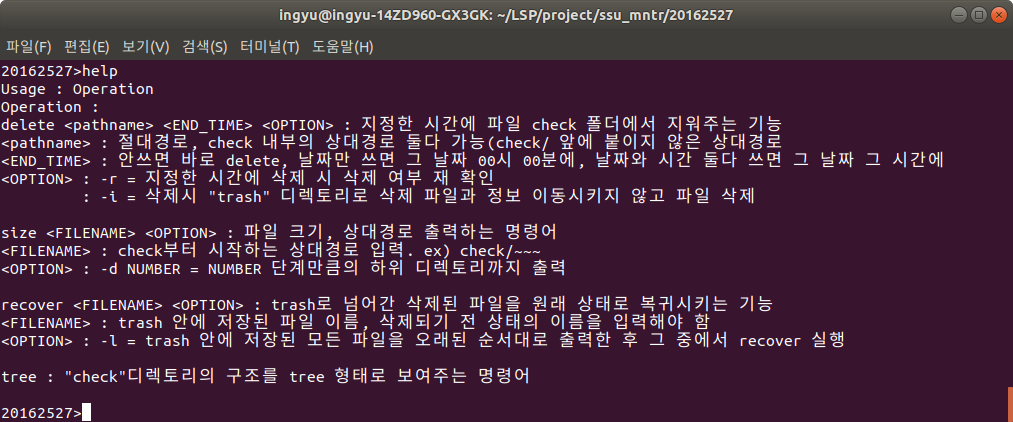 ingyu@ingyu-14ZD960-GX3GK: ~/LSP/project/ssu_mntr/20162527
파일(F) 편집(E) 보기(V) 검색(S) 터미널(T) 도움말(H)
20162527>help
Usage : Operation
Operation :
delete <pathname> <END_TIME> <OPTION> : 지정한 시간에 파일 check 폴더에서 지워주는 기능
<pathname> : 절대경로, check 내부의 상대경로 둘다 가능(check/ 앞에 붙이지 않은 상대경로
<END_TIME> : 안쓰면 바로 delete, 날짜만 쓰면 그 날짜 00시 00분에, 날짜와 시간 둘다 쓰면 그 날짜 그 시간에
<OPTION> : -r = 지정한 시간에 삭제 시 삭제 여부 재 확인
: -i = 삭제시 "trash" 디렉토리로 삭제 파일과 정보 이동시키지 않고 파일 삭제
size <FILENAME> <OPTION> : 파일 크기, 상대경로 출력하는 명령어
<FILENAME> : check부터 시작하는 상대경로 입력. ex) check/~~~
<OPTION> : -d NUMBER = NUMBER 단계만큼의 하위 디렉토리까지 출력
recover <FILENAME> <OPTION> : trash로 넘어간 삭제된 파일을 원래 상태로 복귀시키는 기능
<FILENAME> : trash 안에 저장된 파일 이름, 삭제되기 전 상태의 이름을 입력해야 함
<OPTION> : -l = trash 안에 저장된 모든 파일을 오래된 순서대로 출력한 후 그 중에서 recover 실행
tree : "check"디렉토리의 구조를 tree 형태로 보여주는 명령어
20162527>